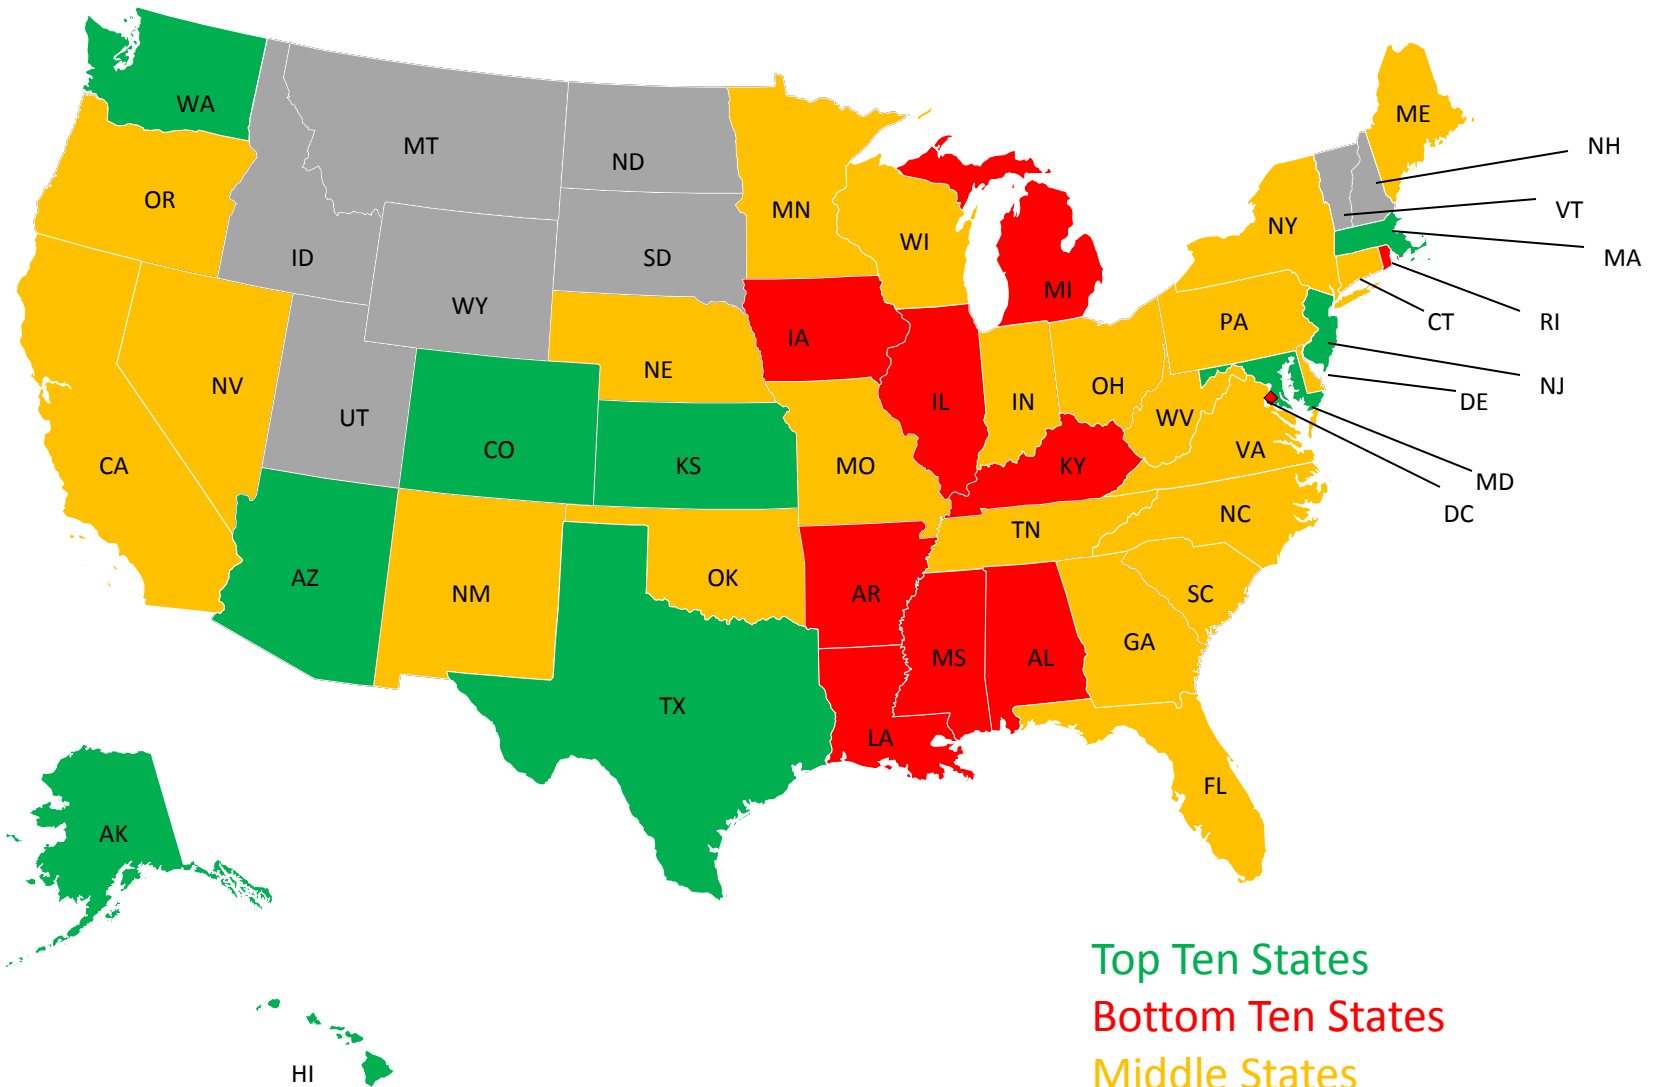 WA
ME
MT
NH
ND
OR
MN
VT
NY
WI
MA
ID
SD
MI
WY
PA
CT
RI
IA
NE
NV
OH
NJ
IL
IN
DE
UT
WV
CO
VA
CA
KS
MO
KY
MD
DC
NC
TN
AZ
OK
NM
AR
SC
GA
MS
AL
TX
LA
FL
AK
Top Ten States
Bottom Ten States
HI
Middle States